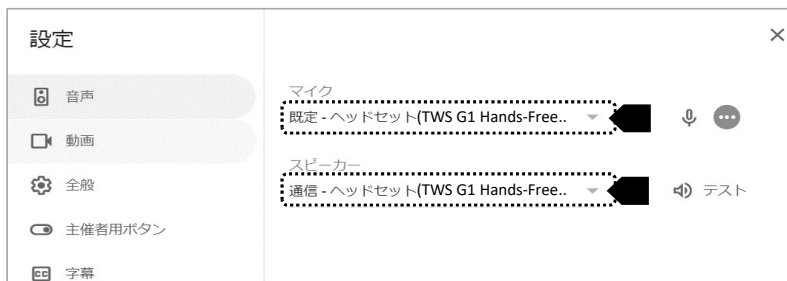 設定
音声
動画
全般
主催者用ボタン
字幕
マイク
既定 - ヘッドセット(TWS G1 Hands-Free..
スピーカー
通信 - ヘッドセット(TWS G1 Hands-Free..
テスト